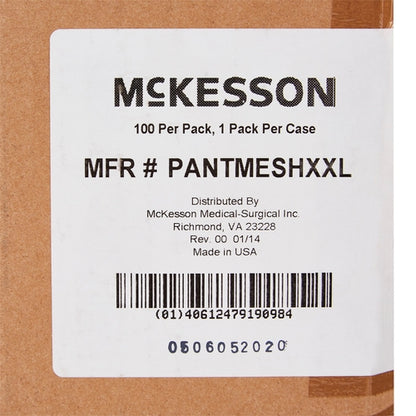 McKESSON
100 Per Pack, 1 Pack Per Case
MFR # PANTMESHXXL
Distributed By
McKesson Medical-Surgical Inc.
Richmond, VA 23228
Rev. 00 01/14
Made in USA
(01)40612479190984
0506052020